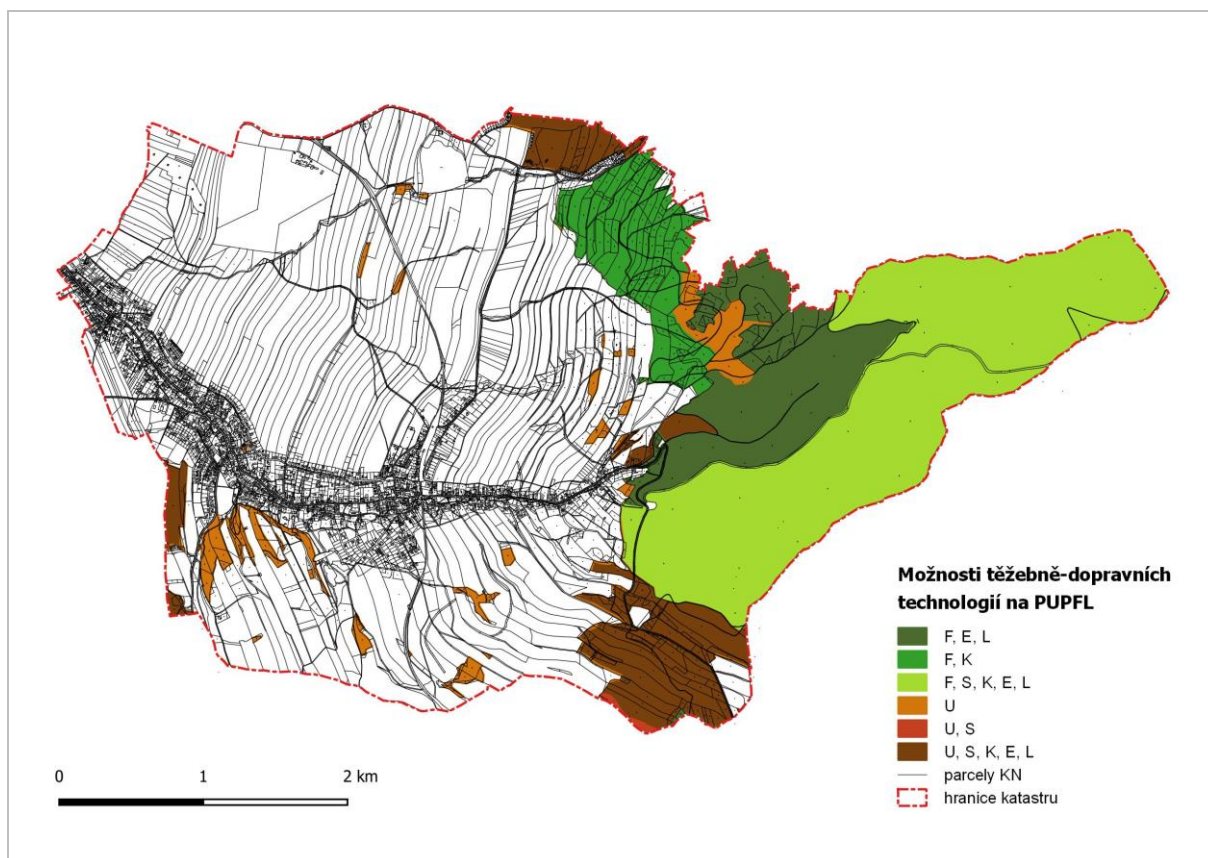 Možnosti těžebně-dopravních
technologií na PUPFL
F, E, L
F, K
F, S, K, E, L
U
U, S
U, S, K, E, L
parcely KN
hranice katastru
0 1 2 km